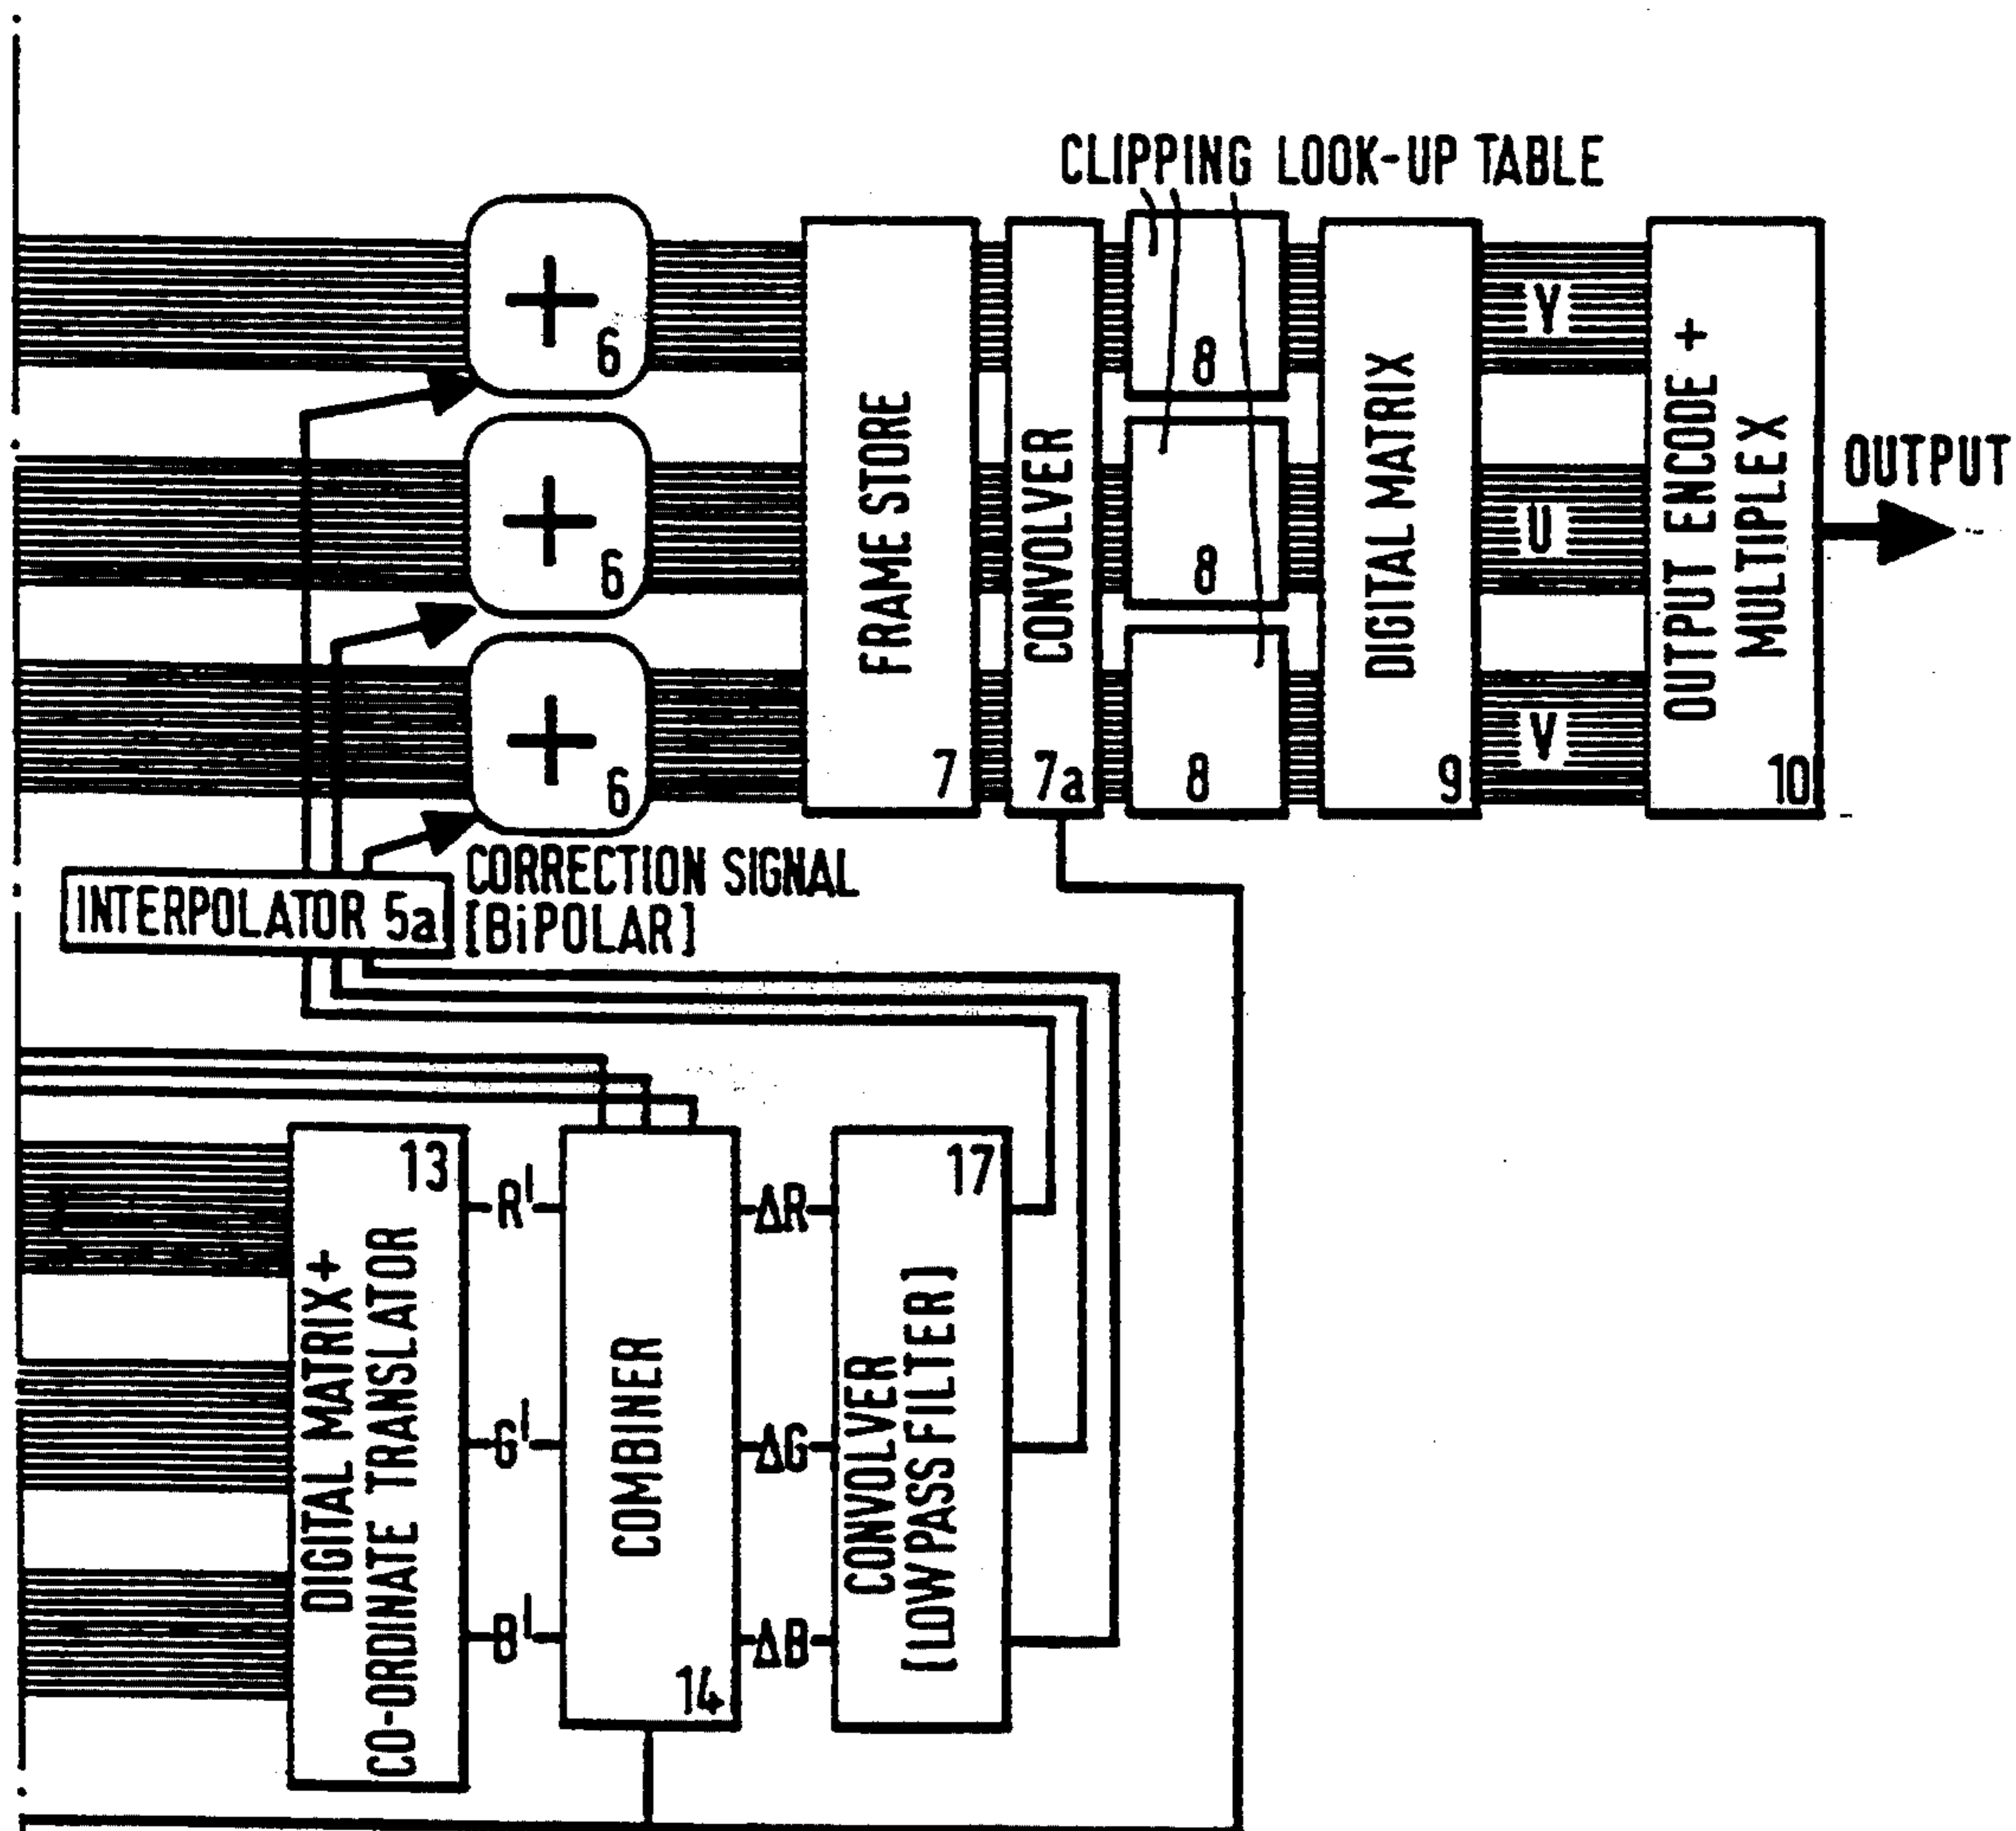 CLIPPING LOOK-UP TABLE
+
6
+
6
+
6
FRAME STORE
7
CONVOLVER
7a
8
8
8
DIGITAL MATRIX
9
Y
U
V
OUTPUT ENCODE +
MULTIPLEX
10
OUTPUT
INTERPOLATOR 5a
CORRECTION SIGNAL
[BiPOLAR]
13
DIGITAL MATRIX+
CO-ORDINATE TRANSLATOR
R'
G'
B'
COMBINER
14
ΔR
ΔG
ΔB
17
CONVOLVER
[LOWPASSFILTER]